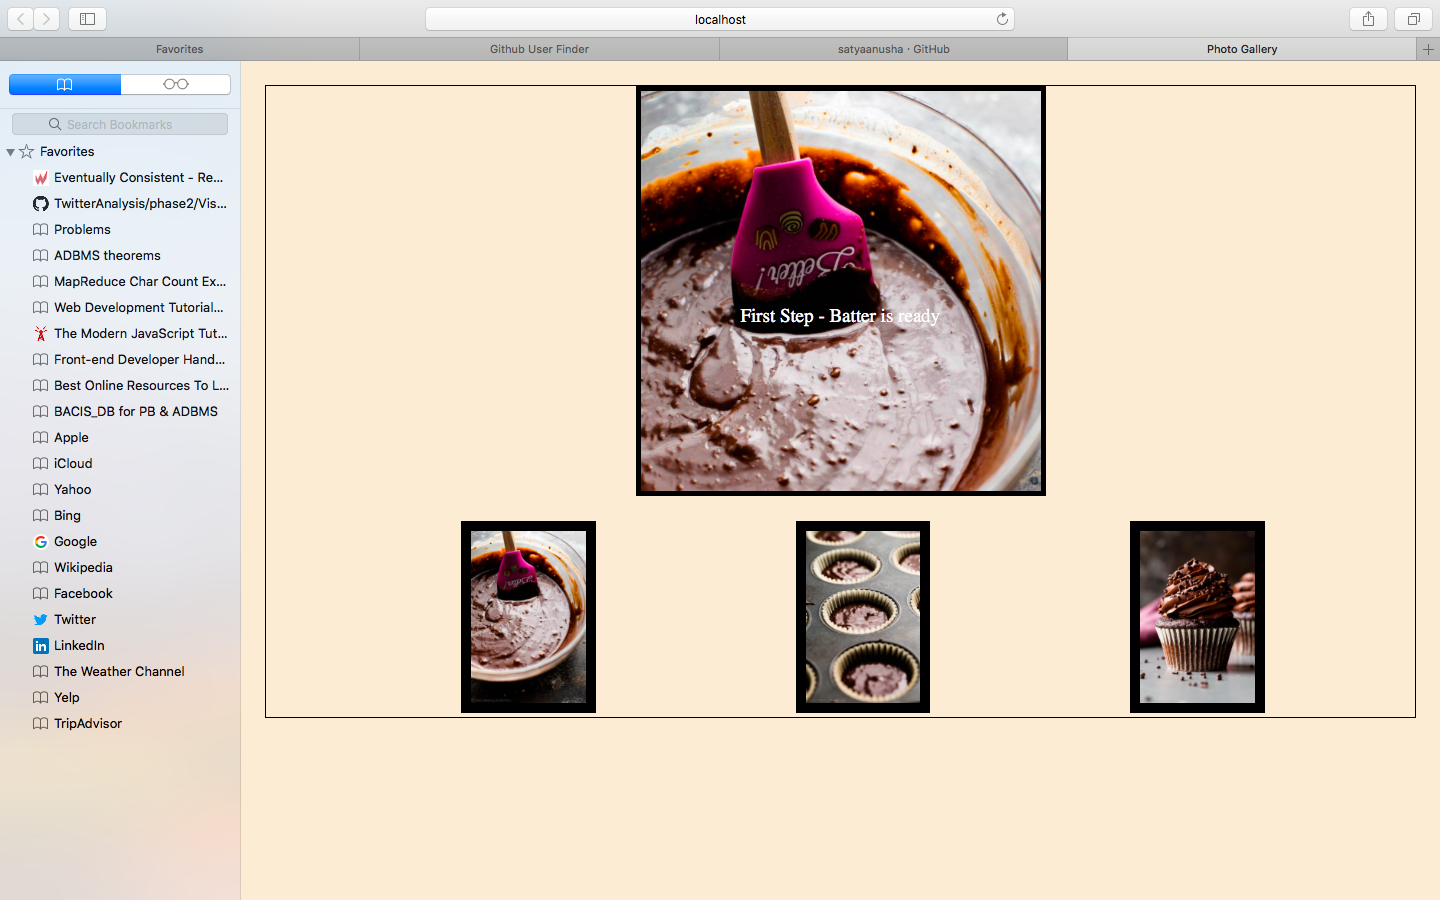 localhost
Favorites
Github User Finder
satyaanusha · GitHub
Photo Gallery
Search Bookmarks
Favorites
Eventually Consistent - Re...
TwitterAnalysis/phase2/Vis...
Problems
ADBMS theorems
MapReduce Char Count Ex...
Web Development Tutorial...
The Modern JavaScript Tut...
Front-end Developer Hand...
Best Online Resources To L...
BACIS_DB for PB & ADBMS
Apple
iCloud
Yahoo
Bing
Google
Wikipedia
Facebook
Twitter
LinkedIn
The Weather Channel
Yelp
TripAdvisor
Better!
First Step - Batter is ready